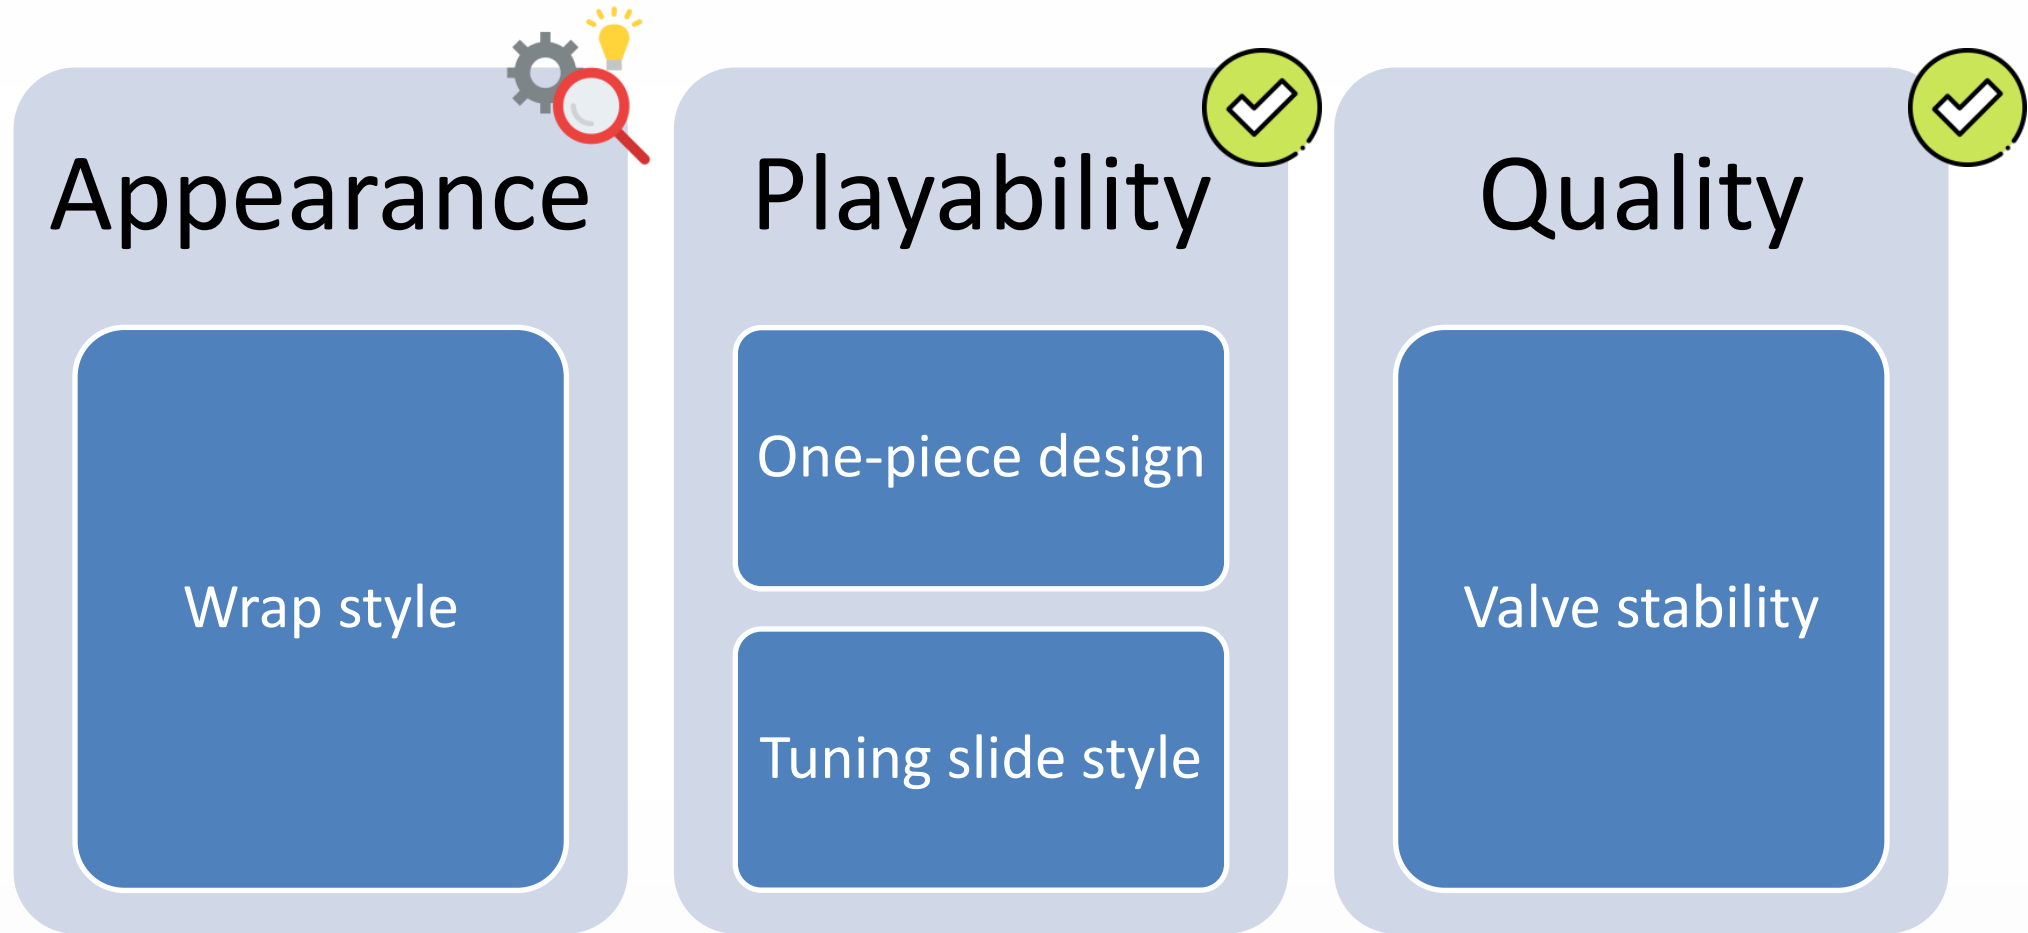 Appearance
Wrap style
Playability
One-piece design
Tuning slide style
Quality
Valve stability